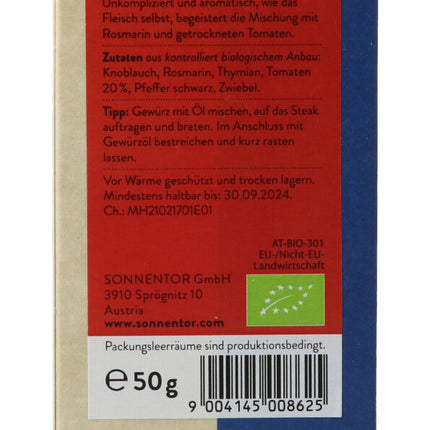 Unkompliziert und aromatisch, wie das
Fleisch selbst, begeistert die Mischung mit
Rosmarin und getrockneten Tomaten.
Zutaten aus kontrolliert biologischem Anbau:
Knoblauch, Rosmarin, Thymian, Tomaten
20%, Pfeffer schwarz, Zwiebel.
Tipp: Gewürz mit Öl mischen, auf das Steak
auftragen und braten. Im Anschluss mit
Gewürzöl bestreichen und kurz rasten
lassen.
Vor Wärme geschützt und trocken lagern.
Mindestens haltbar bis: 30.09.2024.
Ch.: MH21021701E01
AT-BIO-301
EU-/Nicht-EU-
Landwirtschaft
SONNENTOR GmbH
3910 Sprögnitz 10
Austria
www.sonnentor.com
Packungsleerräume sind produktionsbedingt.
℮ 50 g
9 004145 008625